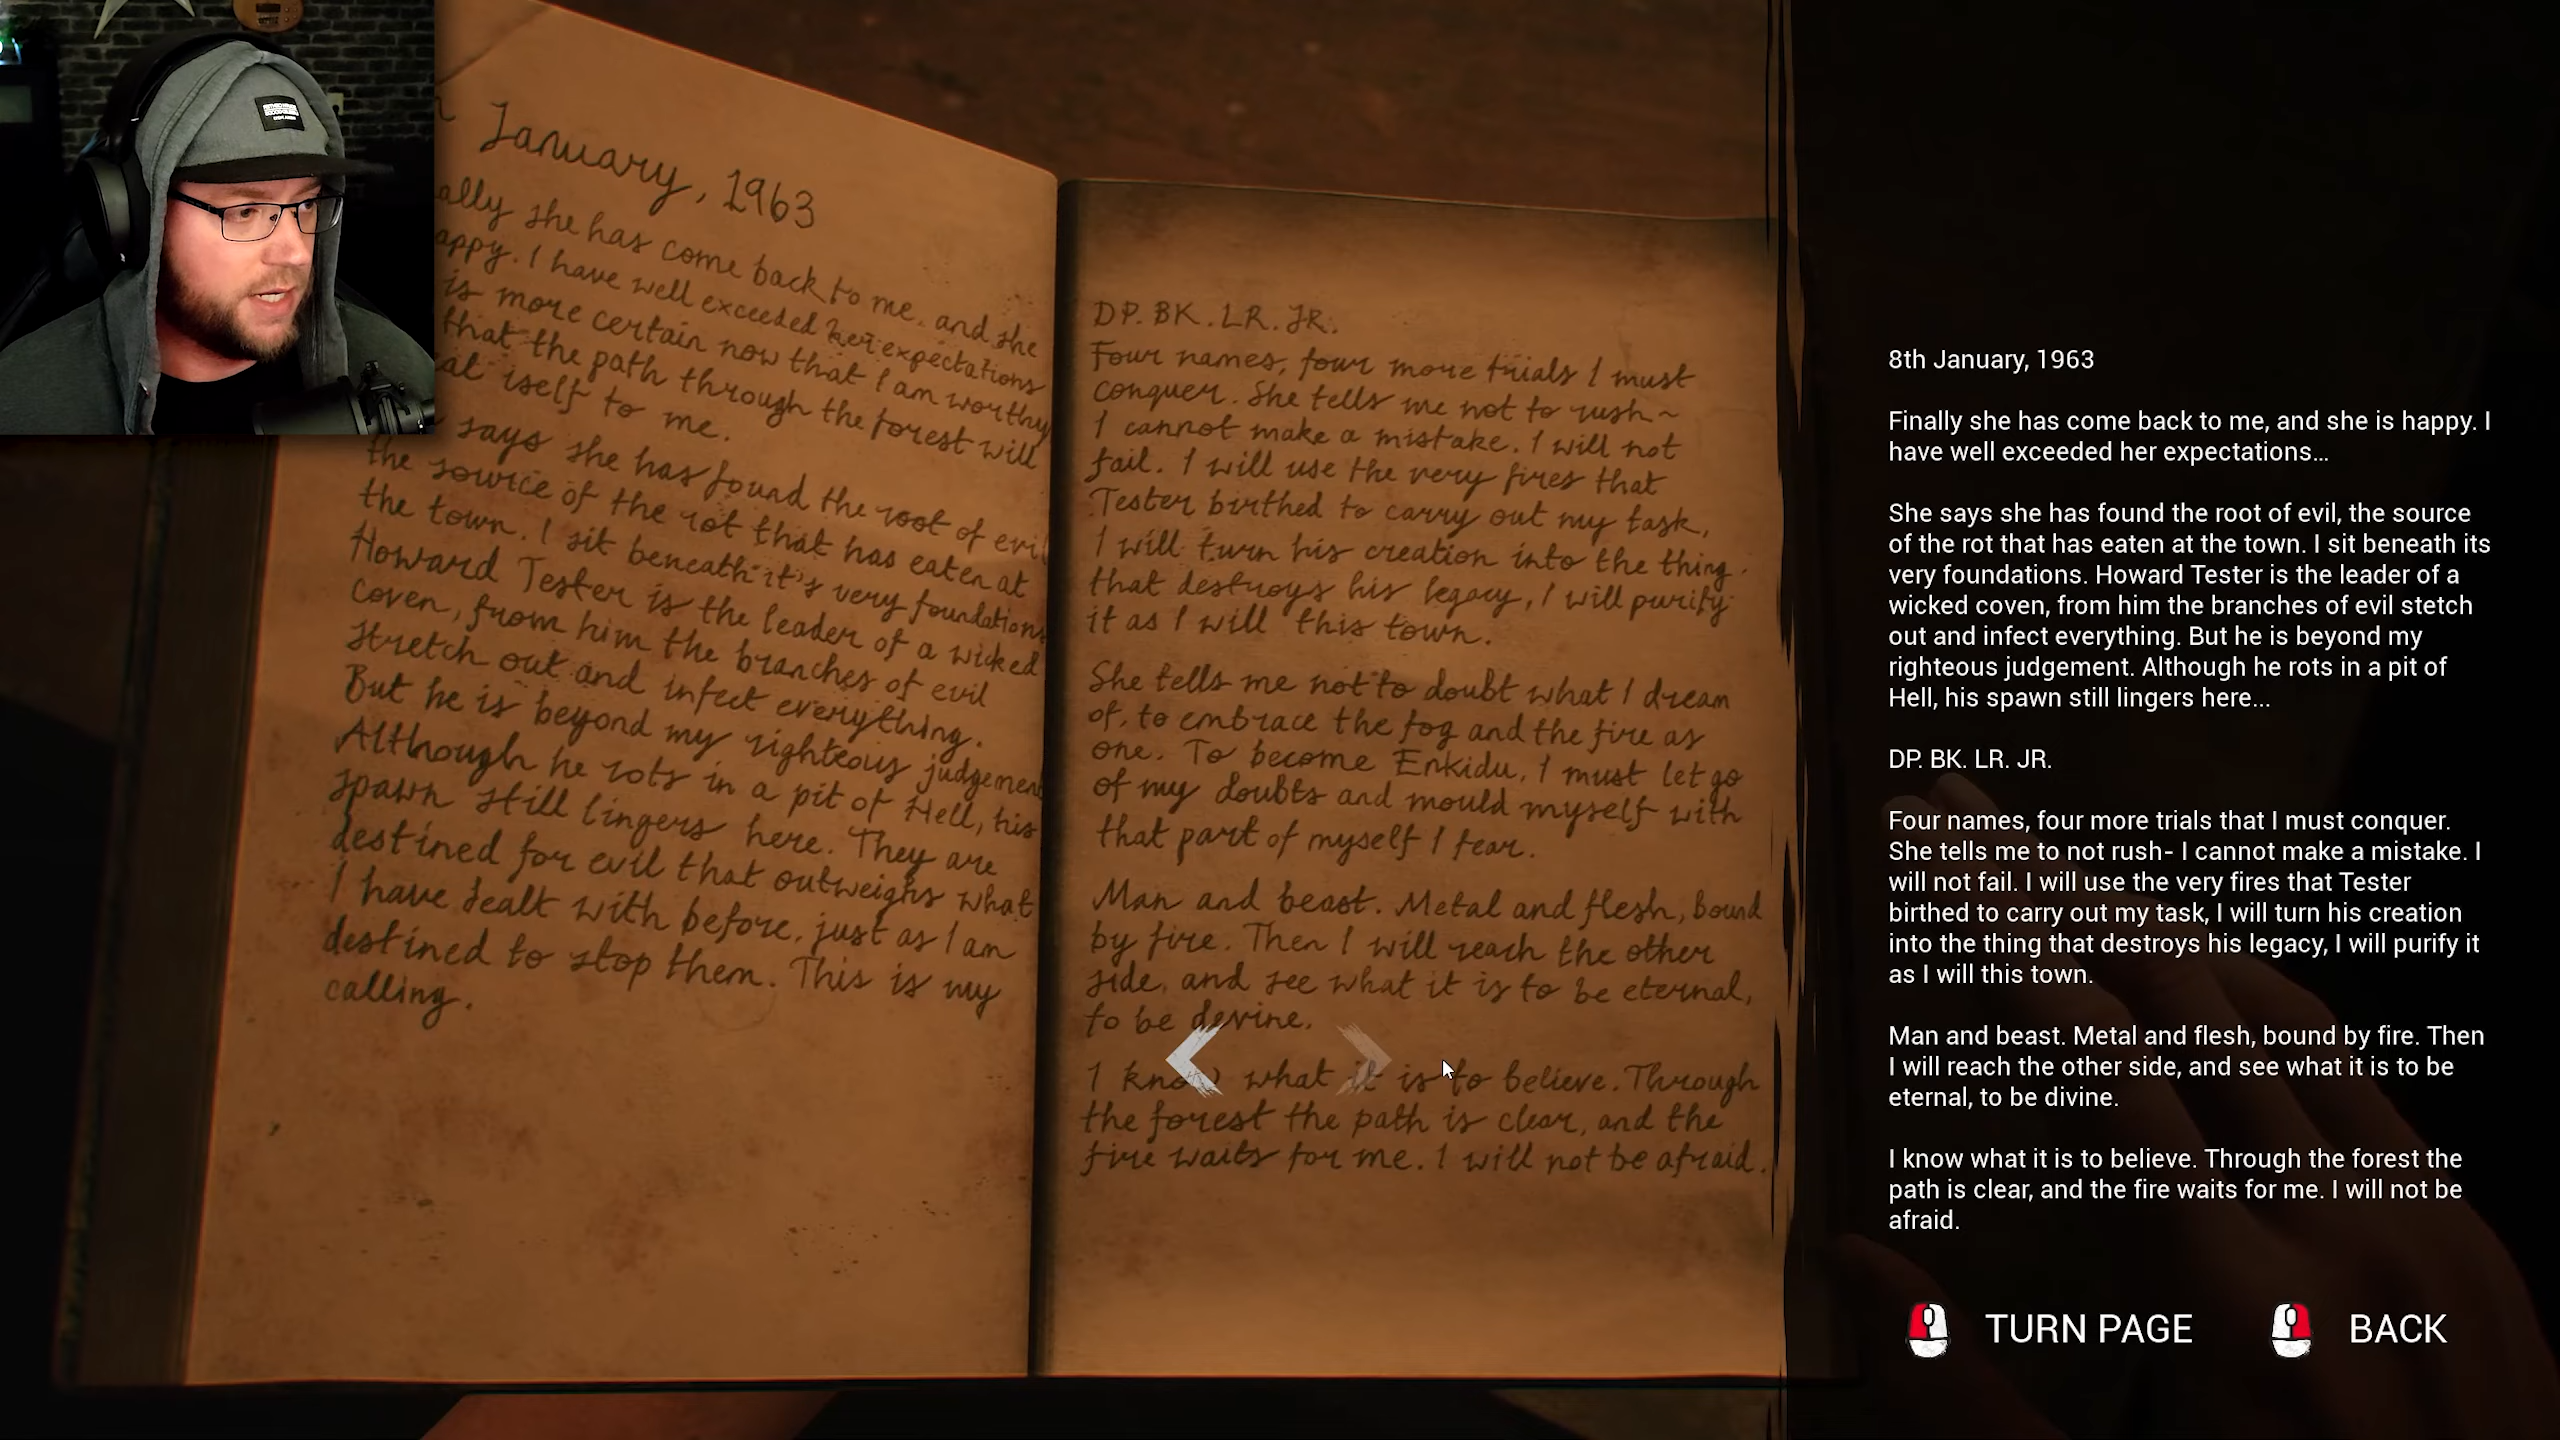 January, 1963
ally she has come back to me, and she
appy. I have well exceeded her expectations
is more certain now that I am worthy
that the path through the forest will
eal iself to me.
says she has found the root of evil
the source of the rot that has eaten at
the town. I sit beneath it's very foundations
Howard Tester is the leader of a wicked
coven, from him the branches of evil
stretch out and infect everything.
But he is beyond my righteous judgement
Although he rots in a pit of Hell, his
spawn still lingers here. They are
destined for evil that outweighs what
I have dealt with before, just as I am
destined to stop them. This is my
calling.
DP. BK. LR. JR.
Four names, four more trials I must
conquer. She tells me not to rush~
I cannot make a mistake. I will not
fail. I will use the very fires that
Tester birthed to carry out my task,
I will turn his creation into the thing
that destroys his legacy, I will purify
it as I will this town.
She tells me not to doubt what I dream
of, to embrace the fog and the fire as
one. To become Enkidu, I must let go
of my doubts and mould myself with
that part of myself I fear.
Man and beast. Metal and flesh, bound
by fire. Then I will reach the other
side, and see what it is to be eternal,
to be devine.
I know what it is to believe. Through
the forest the path is clear, and the
fire waits for me. I will not be afraid.
8th January, 1963
Finally she has come back to me, and she is happy. I
have well exceeded her expectations...
She says she has found the root of evil, the source
of the rot that has eaten at the town. I sit beneath its
very foundations. Howard Tester is the leader of a
wicked coven, from him the branches of evil stetch
out and infect everything. But he is beyond my
righteous judgement. Although he rots in a pit of
Hell, his spawn still lingers here...
DP. BK. LR. JR.
Four names, four more trials that I must conquer.
She tells me to not rush- I cannot make a mistake. I
will not fail. I will use the very fires that Tester
birthed to carry out my task, I will turn his creation
into the thing that destroys his legacy, I will purify it
as I will this town.
Man and beast. Metal and flesh, bound by fire. Then
I will reach the other side, and see what it is to be
eternal, to be divine.
I know what it is to believe. Through the forest the
path is clear, and the fire waits for me. I will not be
afraid.
TURN PAGE
BACK